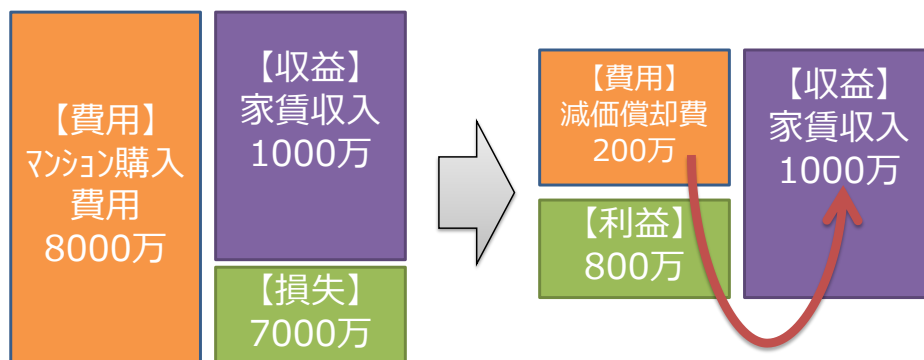 【費用】
ﾏﾝｼｮﾝ購入
費用
8000万
【収益】
家賃収入
1000万
【損失】
7000万
【費用】
減価償却費
200万
【利益】
800万
【収益】
家賃収入
1000万